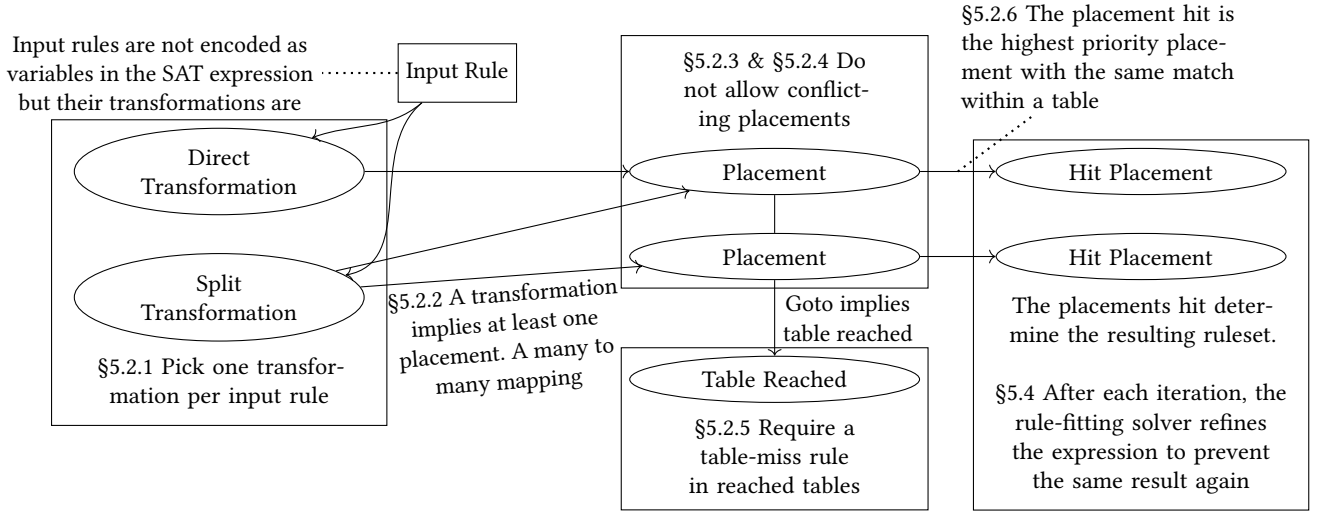 Input rules are not encoded as
variables in the SAT expression
but their transformations are
Input Rule
Direct
Transformation
Split
Transformation
§5.2.1 Pick one transfor-
mation per input rule
§5.2.2 A transformation
implies at least one
placement. A many to
many mapping
§5.2.3 & §5.2.4 Do
not allow conflict-
ing placements
Placement
Placement
Goto implies
table reached
Table Reached
§5.2.5 Require a
table-miss rule
in reached tables
§5.2.6 The placement hit is
the highest priority place-
ment with the same match
within a table
Hit Placement
Hit Placement
The placements hit deter-
mine the resulting ruleset.
§5.4 After each iteration, the
rule-fitting solver refines
the expression to prevent
the same result again